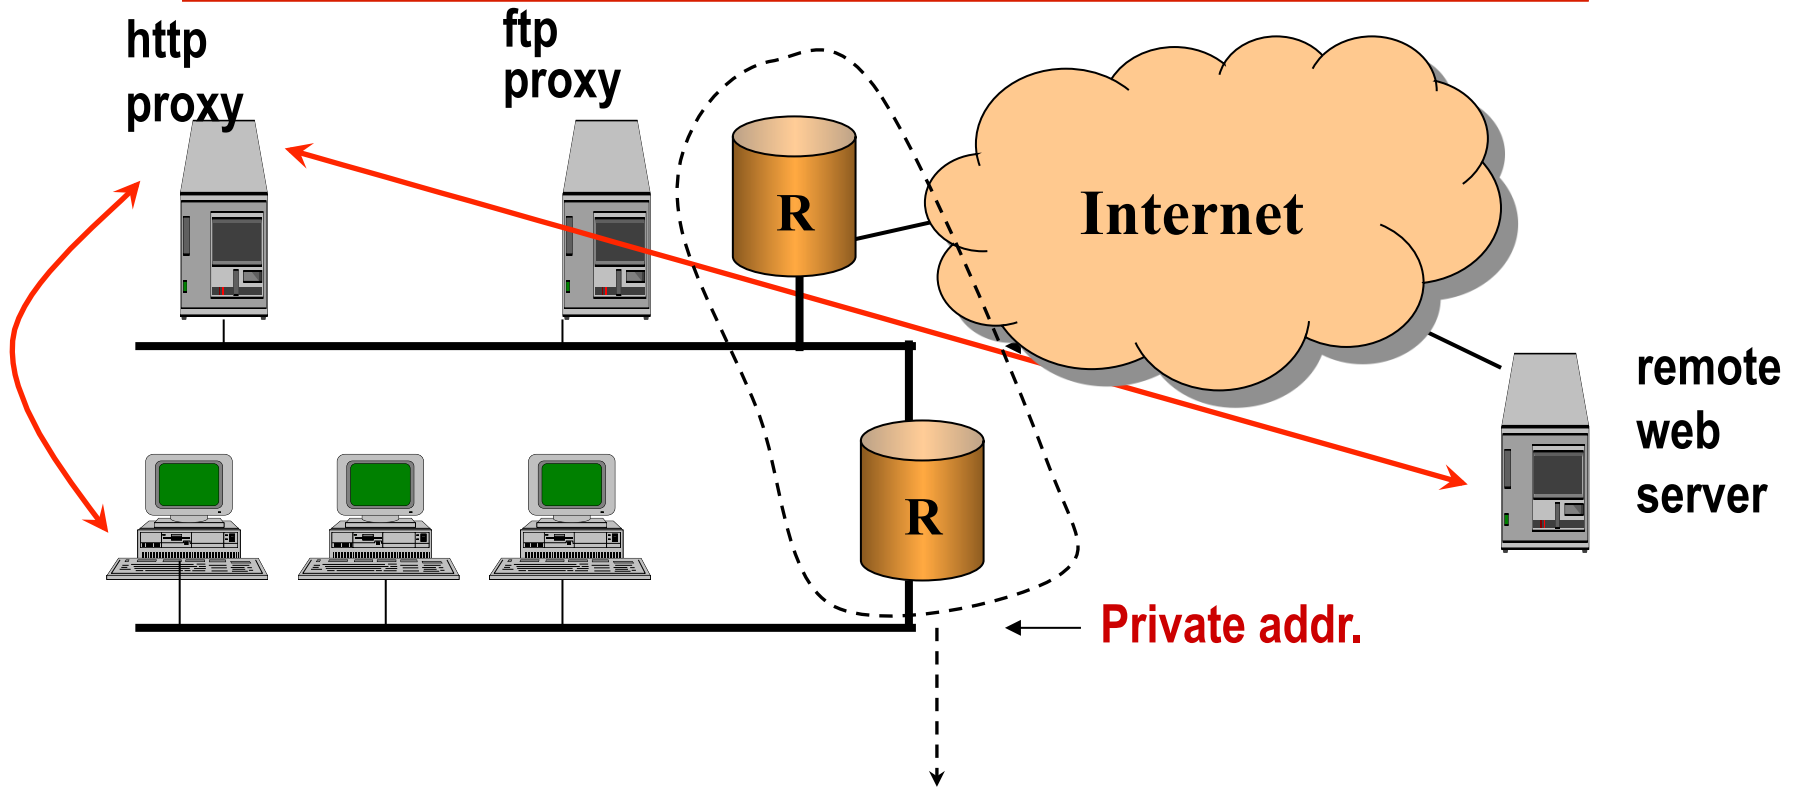 http
proxy
ftp
proxy
R
Internet
remote
web
server
R
Private addr.